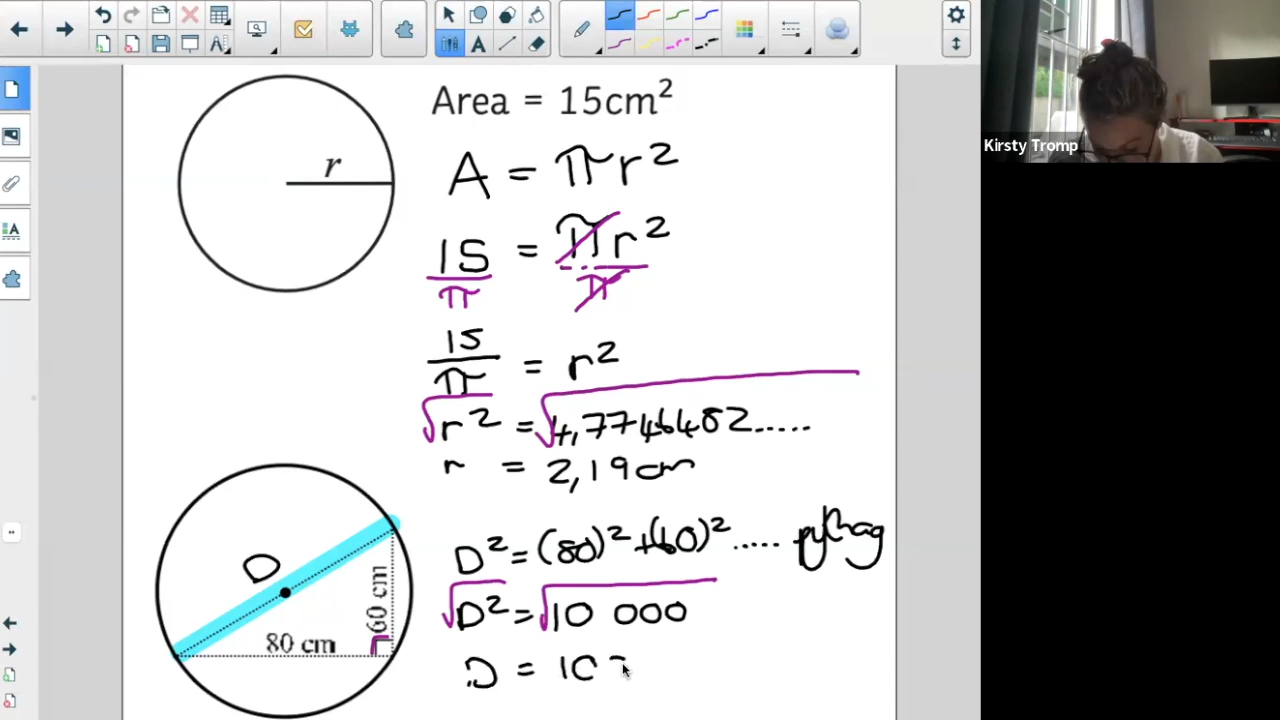 r
Area = 15cm²
A = πr²
15/π = πr²/π
15/π = r²
√r² = √4,7746482.....
r = 2,19cm
D
60 cm
80 cm
D² = (80)² + (60)² ..... pythag
√D² = √10 000
D = 10
Kirsty Tromp